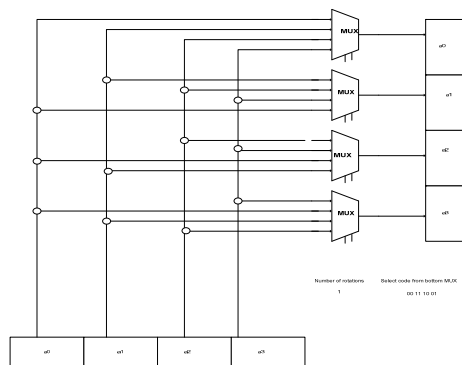 MUX
a0
MUX
a1
MUX
a2
MUX
a3
Number of rotations
Select code from bottom MUX
1
00 11 10 01
a0
a1
a2
a3